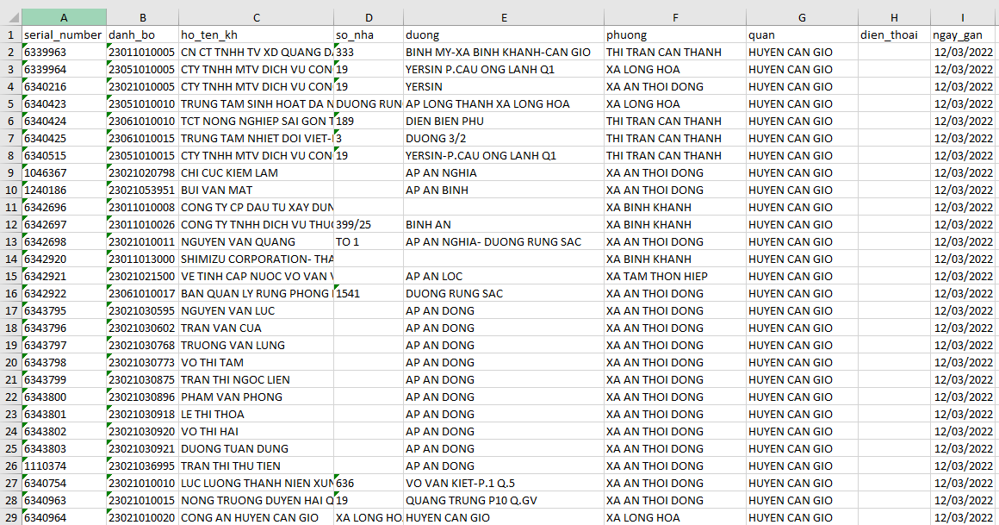 A B C D E F G H I
1 serial_number danh_bo ho_ten_kh so_nha duong phuong quan dien_thoai ngay_gan
2 6339963 23011010005 CN CT TNHH TV XD QUANG DA 333 BINH MY-XA BINH KHANH-CAN GIO THI TRAN CAN THANH HUYEN CAN GIO 12/03/2022
3 6339964 23051010005 CTY TNHH MTV DICH VU CON 19 YERSIN P.CAU ONG LANH Q1 XA LONG HOA HUYEN CAN GIO 12/03/2022
4 6340216 23021010005 CTY TNHH MTV DICH VU CON 19 YERSIN XA AN THOI DONG HUYEN CAN GIO 12/03/2022
5 6340423 23051010010 TRUNG TAM SINH HOAT DA N DUONG RUN AP LONG THANH XA LONG HOA XA LONG HOA HUYEN CAN GIO 12/03/2022
6 6340424 23061010010 TCT NONG NGHIEP SAI GON T 189 DIEN BIEN PHU THI TRAN CAN THANH HUYEN CAN GIO 12/03/2022
7 6340425 23061010015 TRUNG TAM NHIET DOI VIET- 3 DUONG 3/2 THI TRAN CAN THANH HUYEN CAN GIO 12/03/2022
8 6340515 23051010015 CTY TNHH MTV DICH VU CON 19 YERSIN-P.CAU ONG LANH Q1 THI TRAN CAN THANH HUYEN CAN GIO 12/03/2022
9 1046367 23021020798 CHI CUC KIEM LAM AP AN NGHIA XA AN THOI DONG HUYEN CAN GIO 12/03/2022
10 1240186 23021053951 BUI VAN MAT AP AN BINH XA AN THOI DONG HUYEN CAN GIO 12/03/2022
11 6342696 23011010008 CONG TY CP DAU TU XAY DUN XA BINH KHANH HUYEN CAN GIO 12/03/2022
12 6342697 23011010026 CONG TY TNHH DICH VU THU 399/25 BINH AN XA BINH KHANH HUYEN CAN GIO 12/03/2022
13 6342698 23021010011 NGUYEN VAN QUANG TO 1 AP AN NGHIA- DUONG RUNG SAC XA AN THOI DONG HUYEN CAN GIO 12/03/2022
14 6342920 23011013000 SHIMIZU CORPORATION- THA XA BINH KHANH HUYEN CAN GIO 12/03/2022
15 6342921 23021021500 VE TINH CAP NUOC VO VAN V AP AN LOC XA TAM THON HIEP HUYEN CAN GIO 12/03/2022
16 6342922 23061010017 BAN QUAN LY RUNG PHONG 1541 DUONG RUNG SAC XA AN THOI DONG HUYEN CAN GIO 12/03/2022
17 6343795 23021030595 NGUYEN VAN LUC AP AN DONG XA AN THOI DONG HUYEN CAN GIO 12/03/2022
18 6343796 23021030602 TRAN VAN CUA AP AN DONG XA AN THOI DONG HUYEN CAN GIO 12/03/2022
19 6343797 23021030768 TRUONG VAN LUNG AP AN DONG XA AN THOI DONG HUYEN CAN GIO 12/03/2022
20 6343798 23021030773 VO THI TAM AP AN DONG XA AN THOI DONG HUYEN CAN GIO 12/03/2022
21 6343799 23021030875 TRAN THI NGOC LIEN AP AN DONG XA AN THOI DONG HUYEN CAN GIO 12/03/2022
22 6343800 23021030896 PHAM VAN PHONG AP AN DONG XA AN THOI DONG HUYEN CAN GIO 12/03/2022
23 6343801 23021030918 LE THI THOA AP AN DONG XA AN THOI DONG HUYEN CAN GIO 12/03/2022
24 6343802 23021030920 VO THI HAI AP AN DONG XA AN THOI DONG HUYEN CAN GIO 12/03/2022
25 6343803 23021030921 DUONG TUAN DUNG AP AN DONG XA AN THOI DONG HUYEN CAN GIO 12/03/2022
26 1110374 23021036995 TRAN THI THU TIEN AP AN DONG XA AN THOI DONG HUYEN CAN GIO 12/03/2022
27 6340754 23021010010 LUC LUONG THANH NIEN XUN 636 VO VAN KIET-P.1 Q.5 XA AN THOI DONG HUYEN CAN GIO 12/03/2022
28 6340963 23021010015 NONG TRUONG DUYEN HAI Q 19 QUANG TRUNG P10 Q.GV XA AN THOI DONG HUYEN CAN GIO 12/03/2022
29 6340964 23021010020 CONG AN HUYEN CAN GIO XA LONG HO HUYEN CAN GIO XA LONG HOA HUYEN CAN GIO 12/03/2022